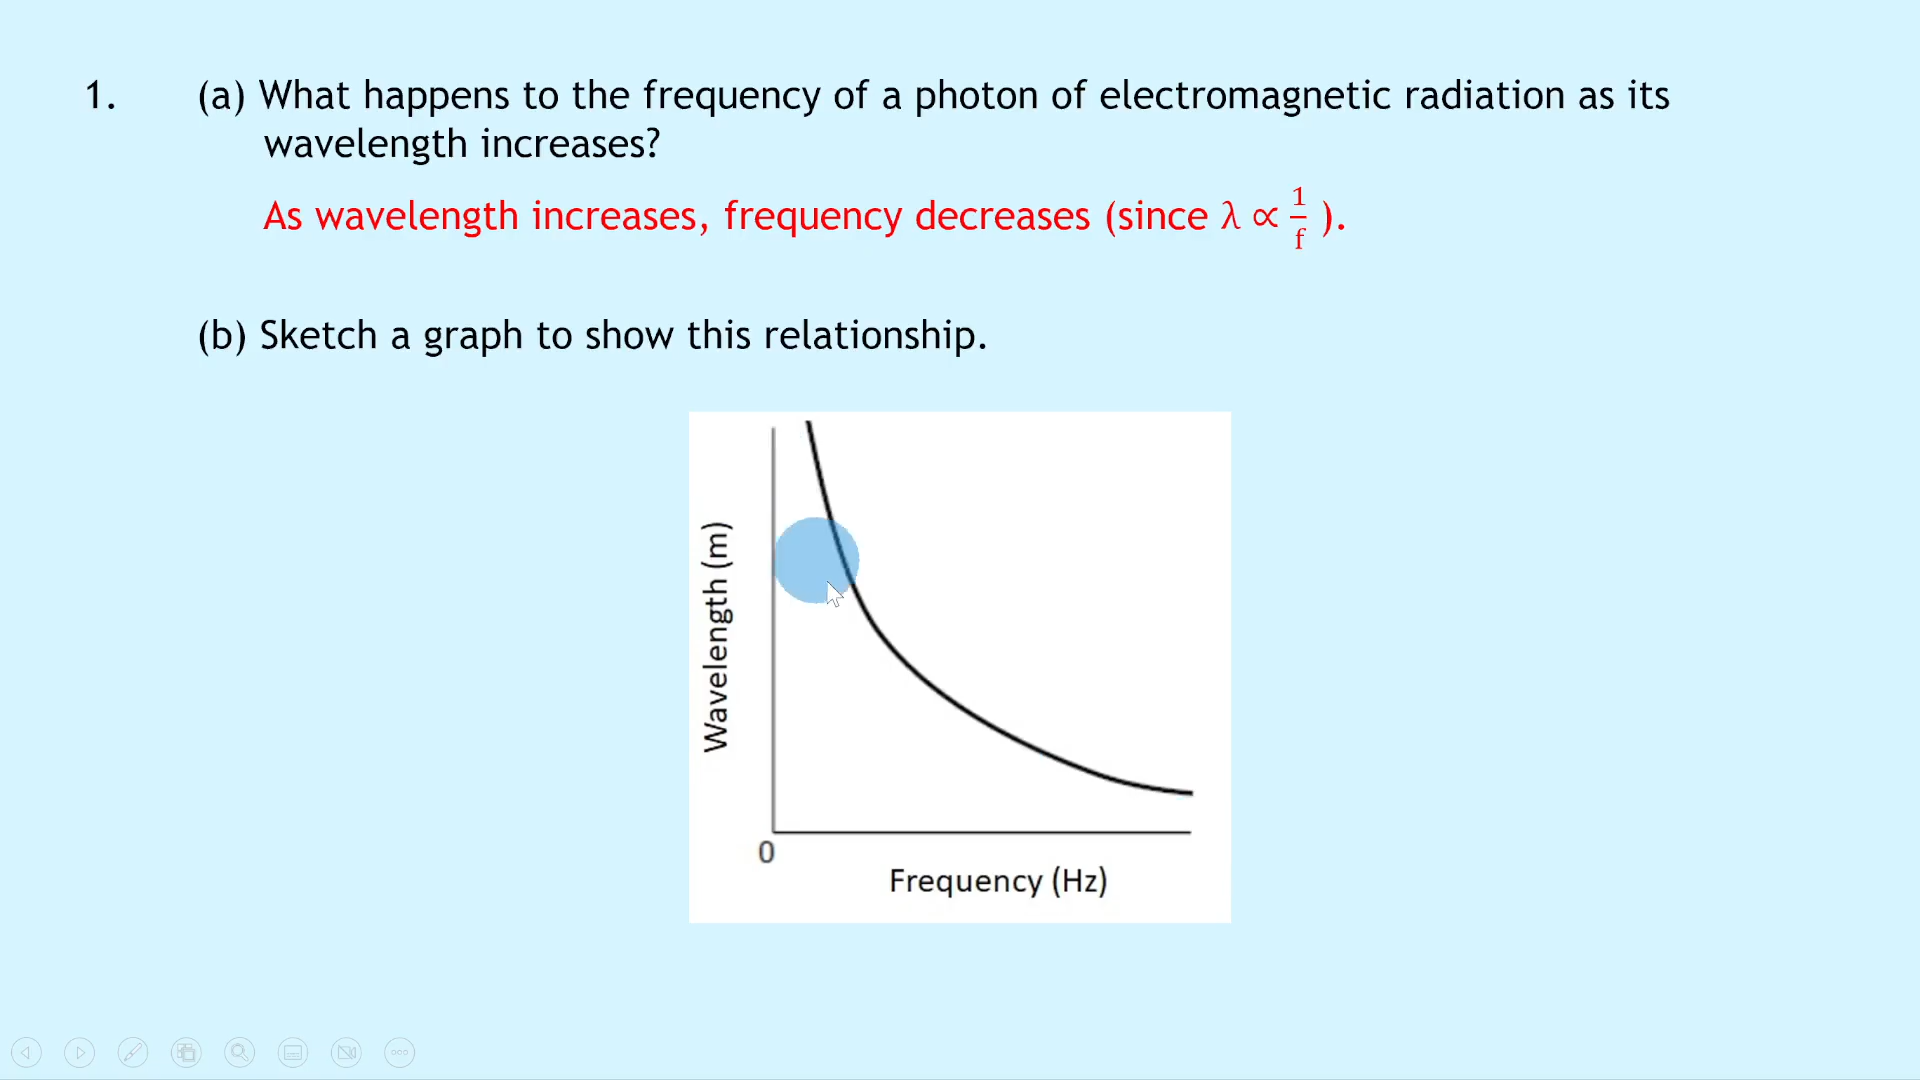 1. (a) What happens to the frequency of a photon of electromagnetic radiation as its
wavelength increases?
As wavelength increases, frequency decreases (since λ ∝ 1/f ).
(b) Sketch a graph to show this relationship.
Wavelength (m)
0
Frequency (Hz)